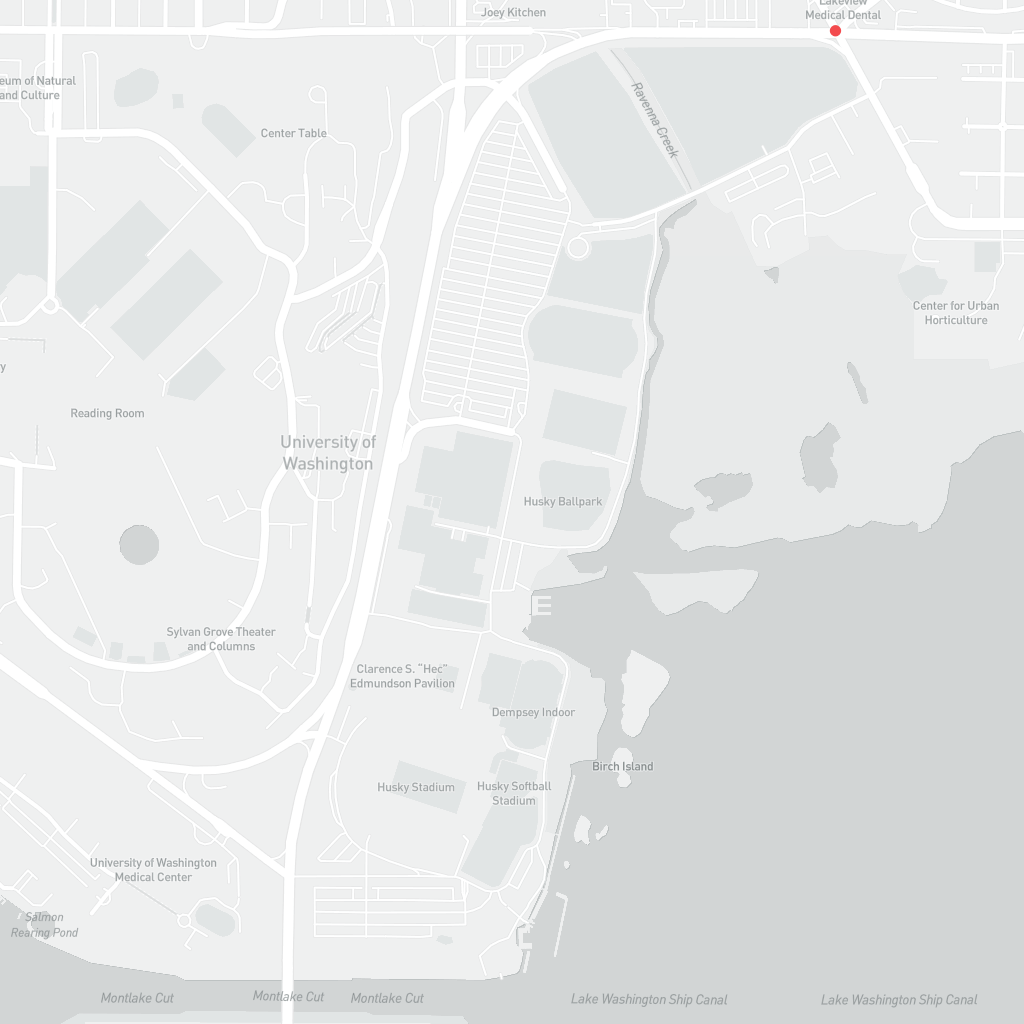 Joey Kitchen
Lakeview
Medical Dental
eum of Natural
and Culture
Center Table
Ravenna Creek
Center for Urban
Horticulture
y
Reading Room
University of
Washington
Husky Ballpark
Sylvan Grove Theater
and Columns
Clarence S. "Hec"
Edmundson Pavilion
Dempsey Indoor
Birch Island
Husky Stadium
Husky Softball
Stadium
University of Washington
Medical Center
Salmon
Rearing Pond
Montlake Cut
Montlake Cut
Montlake Cut
Lake Washington Ship Canal
Lake Washington Ship Canal